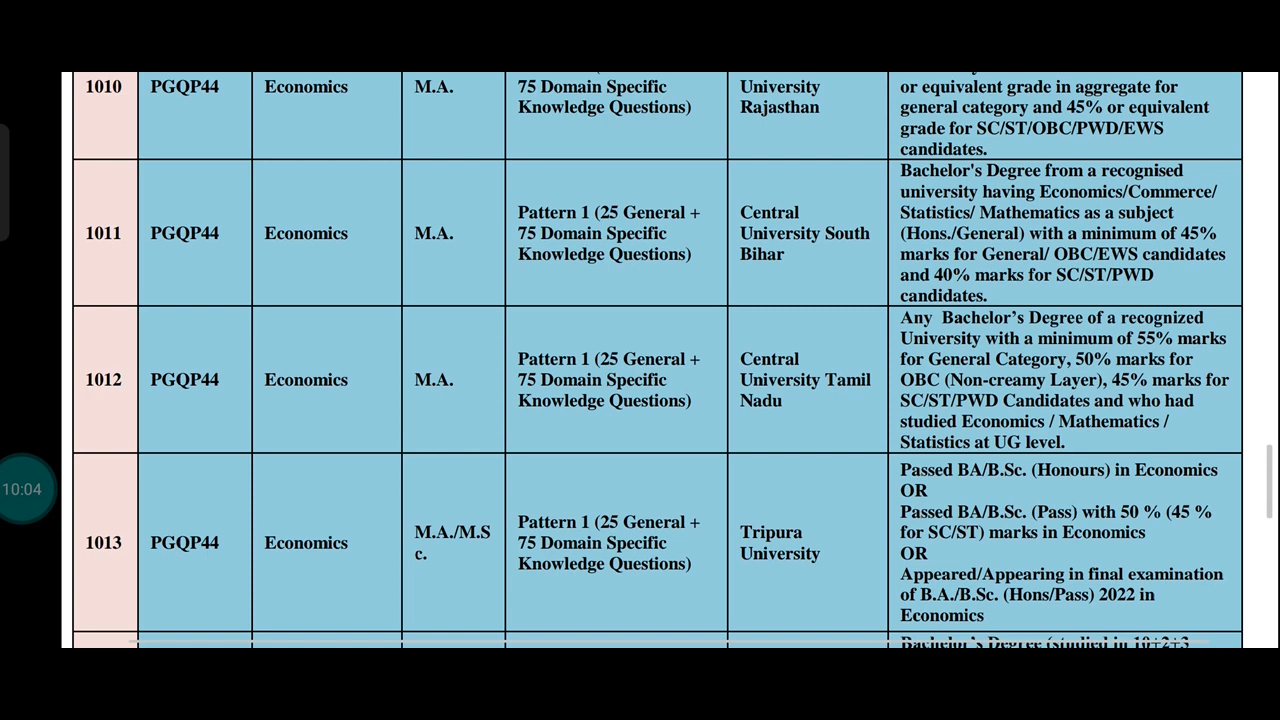 1010 PGQP44 Economics M.A. 75 Domain Specific Knowledge Questions) University Rajasthan or equivalent grade in aggregate for
general category and 45% or equivalent
grade for SC/ST/OBC/PWD/EWS
candidates.
1011
PGQP44
Economics
M.A.
Pattern 1 (25 General +
75 Domain Specific
Knowledge Questions)
Central
University South
Bihar
Bachelor's Degree from a recognised
university having Economics/Commerce/
Statistics/ Mathematics as a subject
(Hons./General) with a minimum of 45%
marks for General/ OBC/EWS candidates
and 40% marks for SC/ST/PWD
candidates.
1012
PGQP44
Economics
M.A.
Pattern 1 (25 General +
75 Domain Specific
Knowledge Questions)
Central
University Tamil
Nadu
Any Bachelor’s Degree of a recognized
University with a minimum of 55% marks
for General Category, 50% marks for
OBC (Non-creamy Layer), 45% marks for
SC/ST/PWD Candidates and who had
studied Economics / Mathematics /
Statistics at UG level.
10:04
1013
PGQP44
Economics
M.A./M.S
c.
Pattern 1 (25 General +
75 Domain Specific
Knowledge Questions)
Tripura
University
Passed BA/B.Sc. (Honours) in Economics
OR
Passed BA/B.Sc. (Pass) with 50 % (45 %
for SC/ST) marks in Economics
OR
Appeared/Appearing in final examination
of B.A./B.Sc. (Hons/Pass) 2022 in
Economics
Bachelor’s Degree (studied in 10+2+3